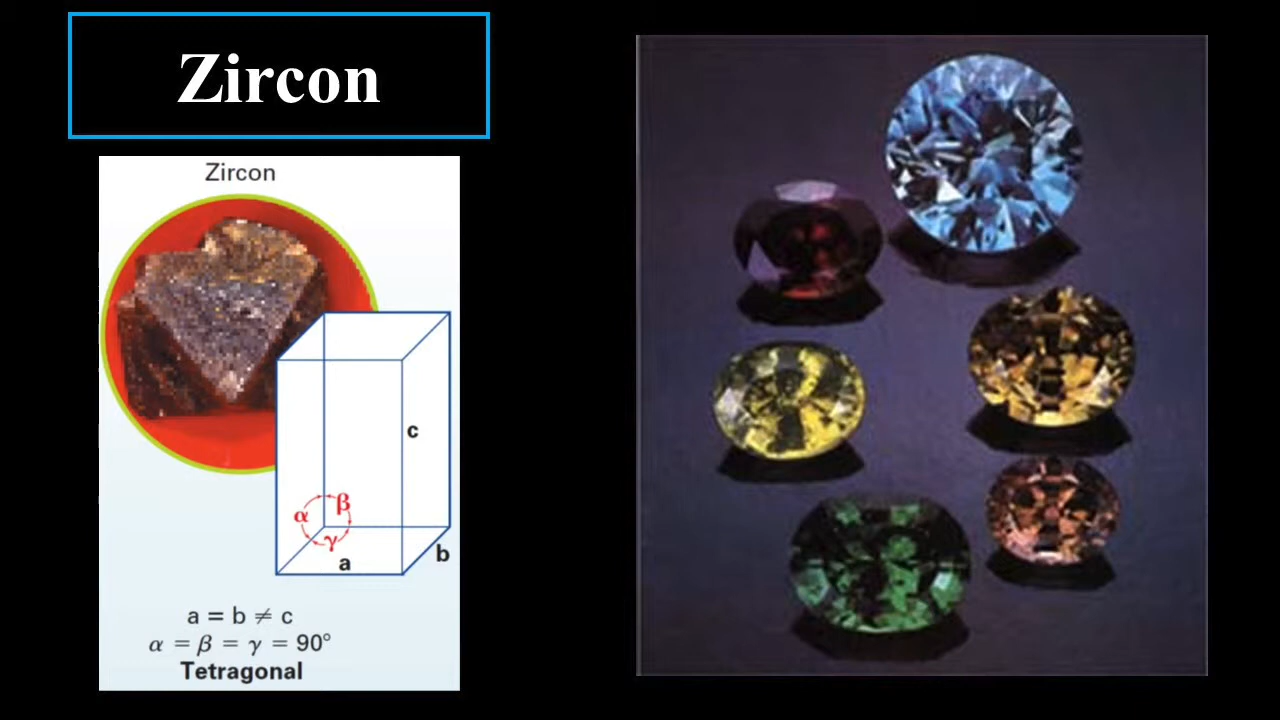 Zircon
Zircon
c
α β
γ
a
b
a = b ≠ c
α = β = γ = 90°
Tetragonal